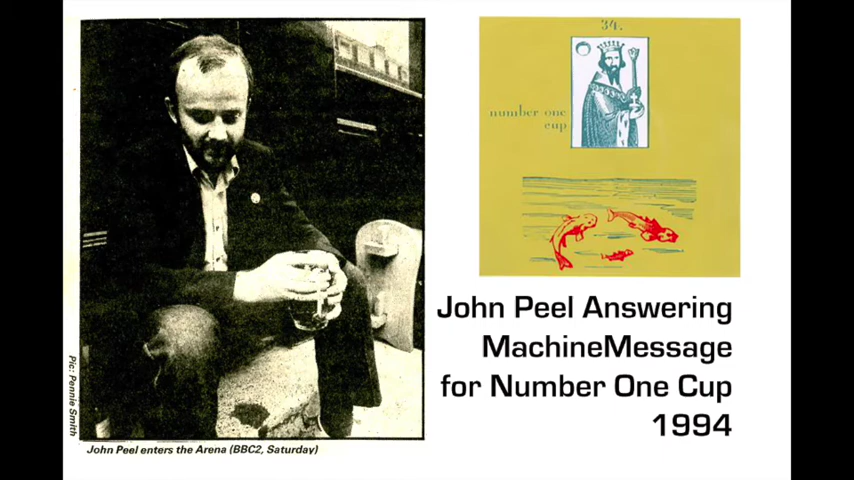 Pic: Pennie Smith
John Peel enters the Arena (BBC2, Saturday)
34.
number one
cup
John Peel Answering
MachineMessage
for Number One Cup
1994